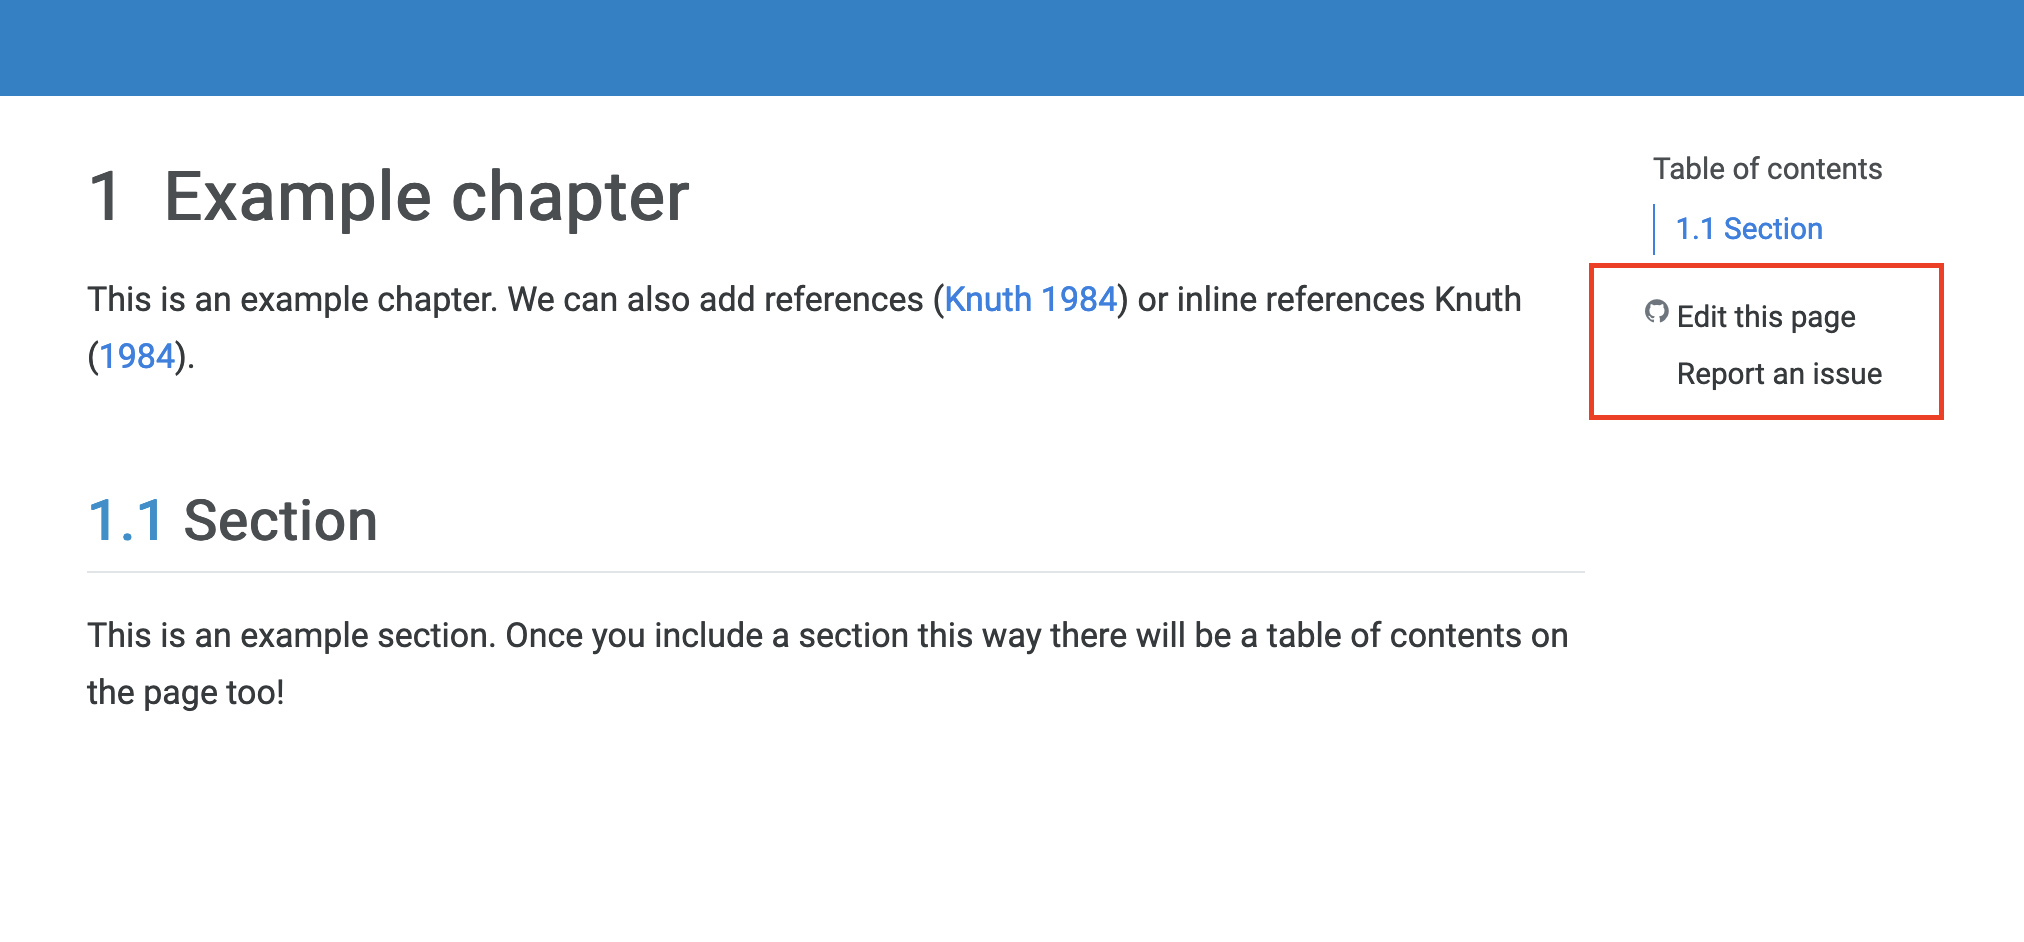 1 Example chapter
This is an example chapter. We can also add references (Knuth 1984) or inline references Knuth
(1984).
1.1 Section
This is an example section. Once you include a section this way there will be a table of contents on
the page too!
Table of contents
1.1 Section
Edit this page
Report an issue